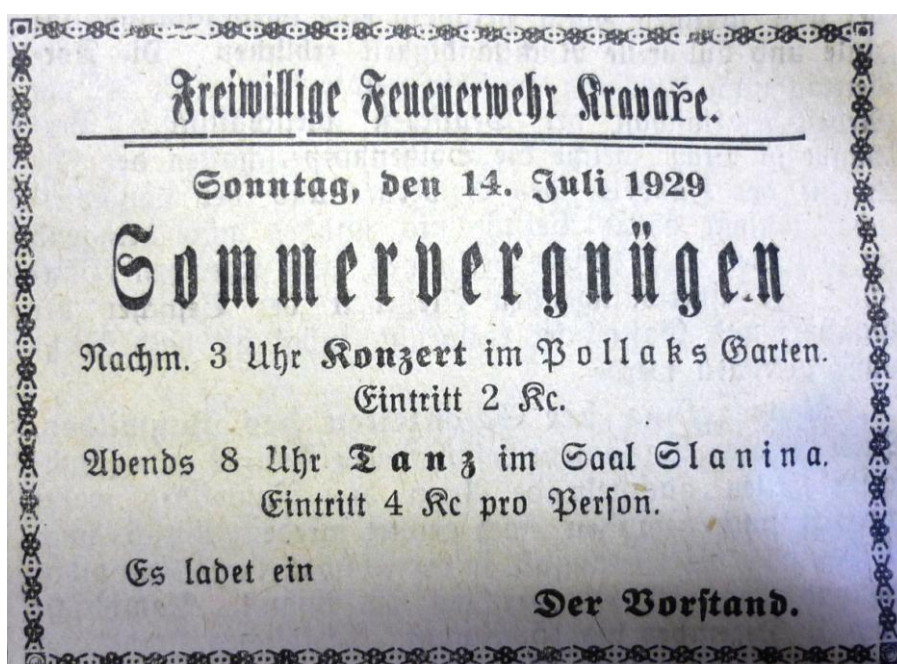 Freiwillige Feueuerwehr Kravaře.
Sonntag, den 14. Juli 1929
Sommervergnügen
Nachm. 3 Uhr Konzert im Pollaks Garten.
Eintritt 2 Kc.
Abends 8 Uhr Tanz im Saal Slanina.
Eintritt 4 Kc pro Person.
Es ladet ein
Der Vorstand.